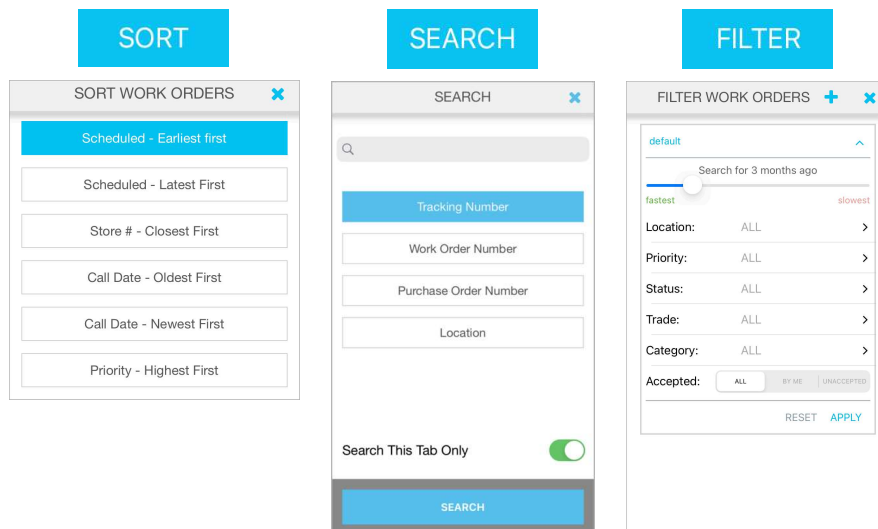 SORT
SORT WORK ORDERS
Scheduled - Earliest first
Scheduled - Latest First
Store # - Closest First
Call Date - Oldest First
Call Date - Newest First
Priority - Highest First
SEARCH
SEARCH
Tracking Number
Work Order Number
Purchase Order Number
Location
Search This Tab Only
SEARCH
FILTER
FILTER WORK ORDERS
default
Search for 3 months ago
fastest slowest
Location: ALL
Priority: ALL
Status: ALL
Trade: ALL
Category: ALL
Accepted: ALL BY ME UNACCEPTED
RESET APPLY